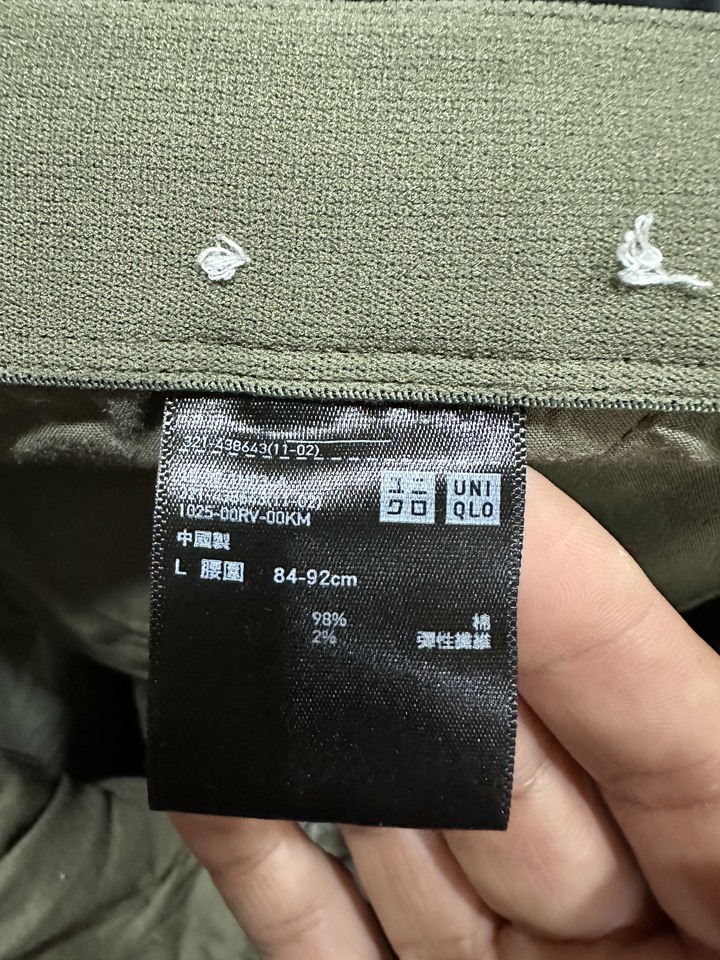 321-438643(11-02)
1025-00RV-00KM
ユニ
クロ
UNI
QLO
中國製
L 腰圍 84-92cm
98% 棉
2% 彈性纖維